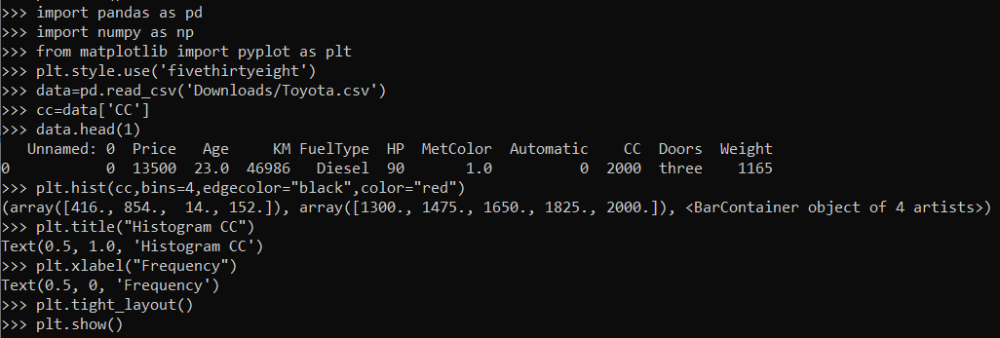 >>> import pandas as pd
>>> import numpy as np
>>> from matplotlib import pyplot as plt
>>> plt.style.use('fivethirtyeight')
>>> data=pd.read_csv('Downloads/Toyota.csv')
>>> cc=data['CC']
>>> data.head(1)
   Unnamed: 0  Price   Age     KM FuelType  HP  MetColor  Automatic    CC  Doors  Weight
0           0  13500  23.0  46986   Diesel  90       1.0          0  2000  three    1165
>>> plt.hist(cc,bins=4,edgecolor="black",color="red")
(array([416., 854.,  14., 152.]), array([1300., 1475., 1650., 1825., 2000.]), <BarContainer object of 4 artists>)
>>> plt.title("Histogram CC")
Text(0.5, 1.0, 'Histogram CC')
>>> plt.xlabel("Frequency")
Text(0.5, 0, 'Frequency')
>>> plt.tight_layout()
>>> plt.show()